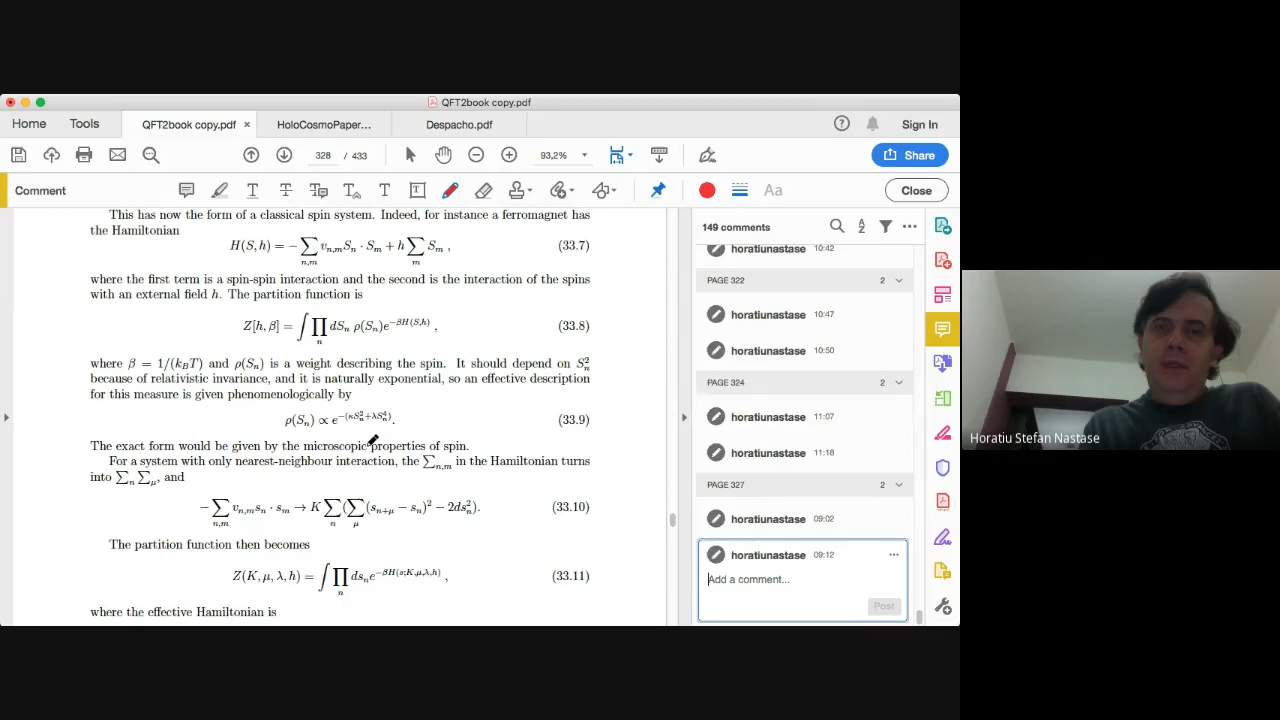 QFT2book copy.pdf
Home Tools QFT2book copy.pdf × HoloCosmoPaper... Despacho.pdf Sign In
328 / 433 93,2% Share
Comment T T T Aa Close
This has now the form of a classical spin system. Indeed, for instance a ferromagnet has
the Hamiltonian
H(S, h) = −∑_{n,m} v_{n,m} S_n · S_m + h ∑_m S_m , (33.7)
where the first term is a spin-spin interaction and the second is the interaction of the spins
with an external field h. The partition function is
Z[h, β] = ∫ ∏_n dS_n ρ(S_n) e^{−βH(S,h)} , (33.8)
where β = 1/(k_B T) and ρ(S_n) is a weight describing the spin. It should depend on S_n^2
because of relativistic invariance, and it is naturally exponential, so an effective description
for this measure is given phenomenologically by
ρ(S_n) ∝ e^{−(κS_n^2+λS_n^4)}. (33.9)
The exact form would be given by the microscopic properties of spin.
For a system with only nearest-neighbour interaction, the ∑_{n,m} in the Hamiltonian turns
into ∑_n ∑_μ, and
−∑_{n,m} v_{n,m} s_n · s_m → K ∑_n (∑_μ (s_{n+μ} − s_n)^2 − 2ds_n^2). (33.10)
The partition function then becomes
Z(K, μ, λ, h) = ∫ ∏_n ds_n e^{−βH(s;K,μ,λ,h)} , (33.11)
where the effective Hamiltonian is
149 comments
horatiunastase 10:42
PAGE 322 2
horatiunastase 10:47
horatiunastase 10:50
PAGE 324 2
horatiunastase 11:07
horatiunastase 11:18
PAGE 327 2
horatiunastase 09:02
horatiunastase 09:12
Add a comment...
Post
Horatiu Stefan Nastase